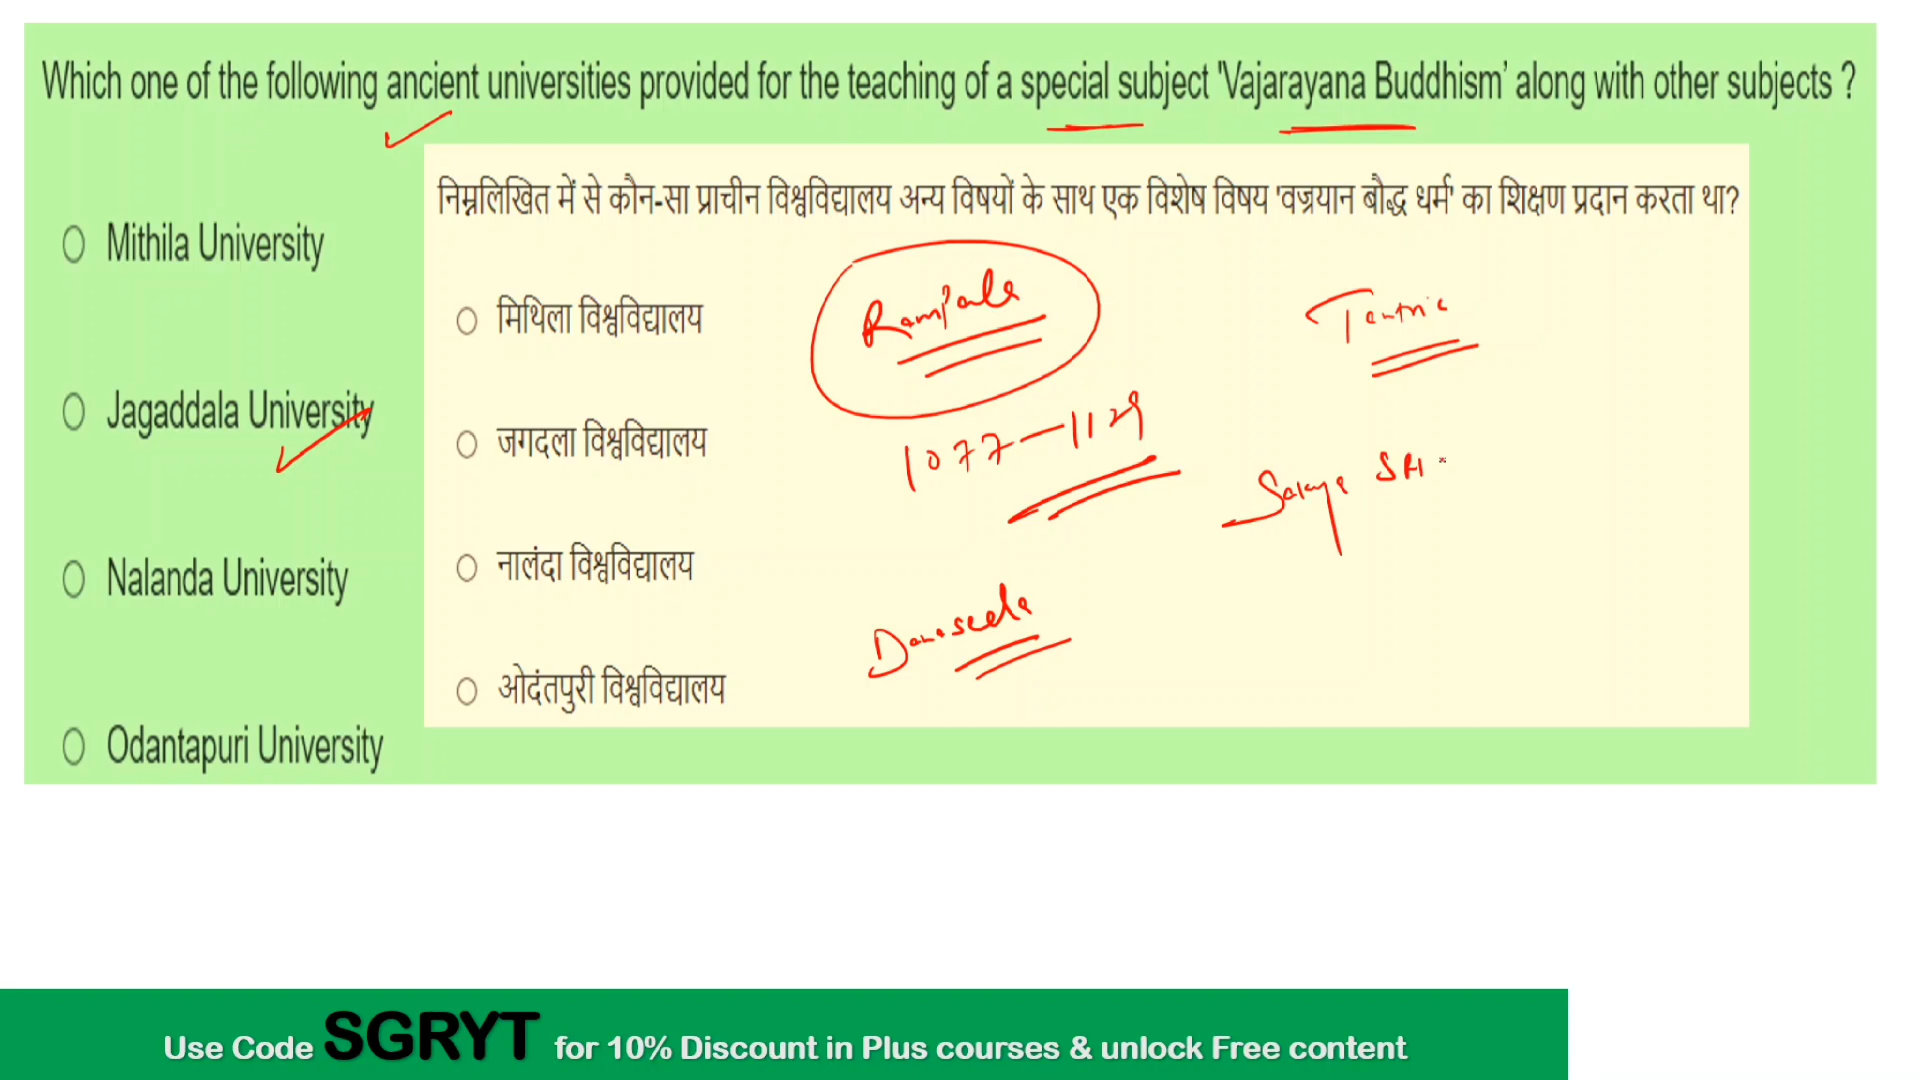 Which one of the following ancient universities provided for the teaching of a special subject 'Vajarayana Buddhism’ along with other subjects ?
निम्नलिखित में से कौन-सा प्राचीन विश्वविद्यालय अन्य विषयों के साथ एक विशेष विषय 'वज्रयान बौद्ध धर्म' का शिक्षण प्रदान करता था?
Mithila University
Jagaddala University
Nalanda University
Odantapuri University
मिथिला विश्वविद्यालय
जगदला विश्वविद्यालय
नालंदा विश्वविद्यालय
ओदंतपुरी विश्वविद्यालय
Rampala
1077-1129
Tantric
Danaseela
Use Code SGRYT for 10% Discount in Plus courses & unlock Free content